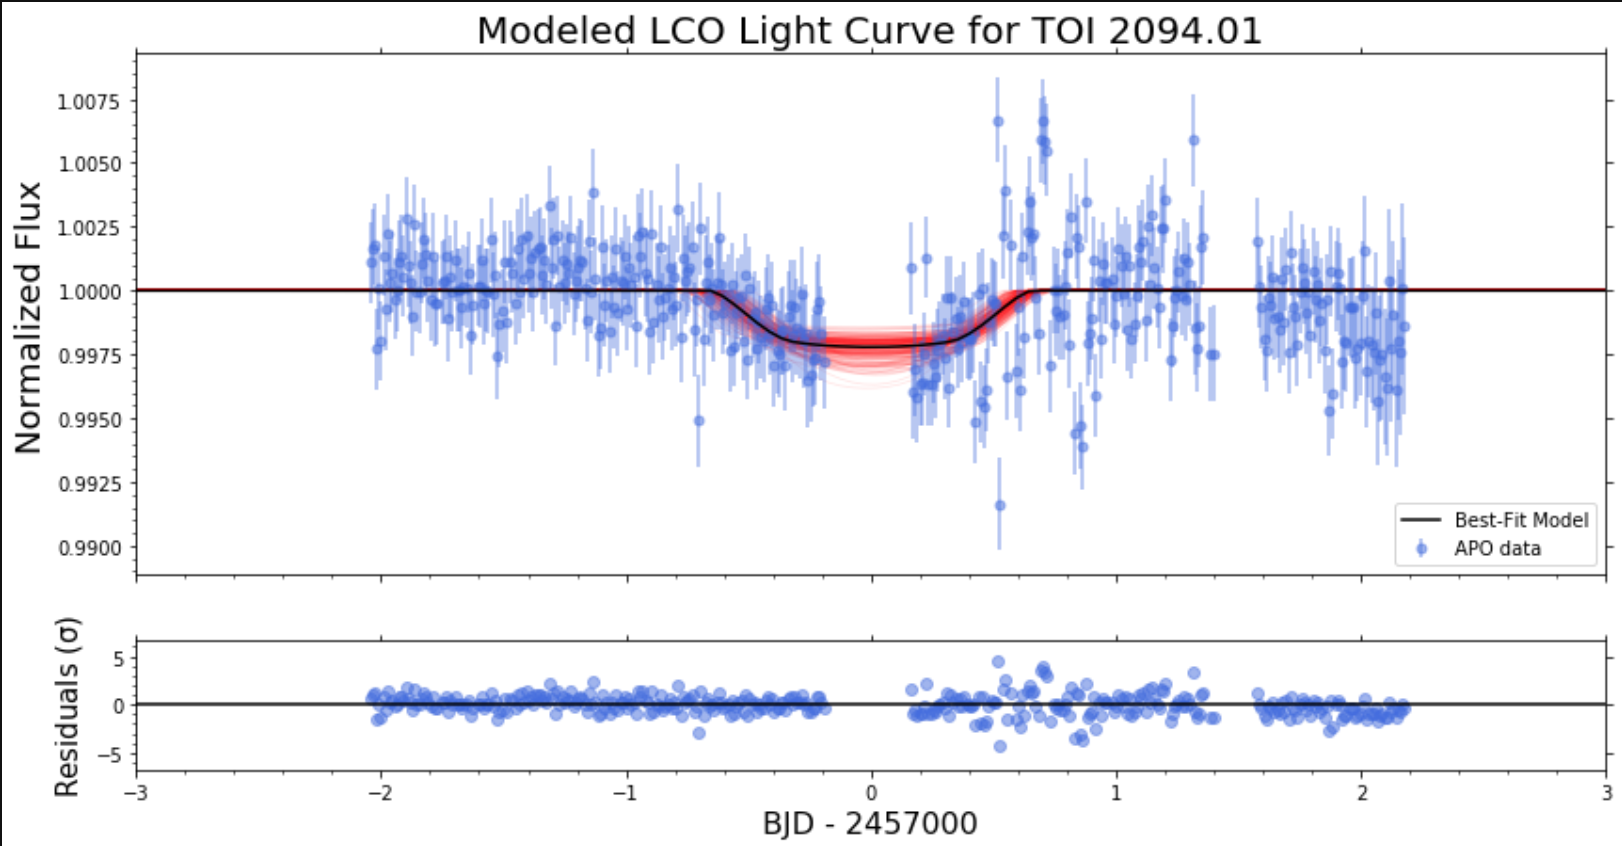 Modeled LCO Light Curve for TOI 2094.01
Normalized Flux
1.0075
1.0050
1.0025
1.0000
0.9975
0.9950
0.9925
0.9900
Best-Fit Model
APO data
Residuals (σ)
5
0
−5
−3 −2 −1 0 1 2 3
BJD - 2457000